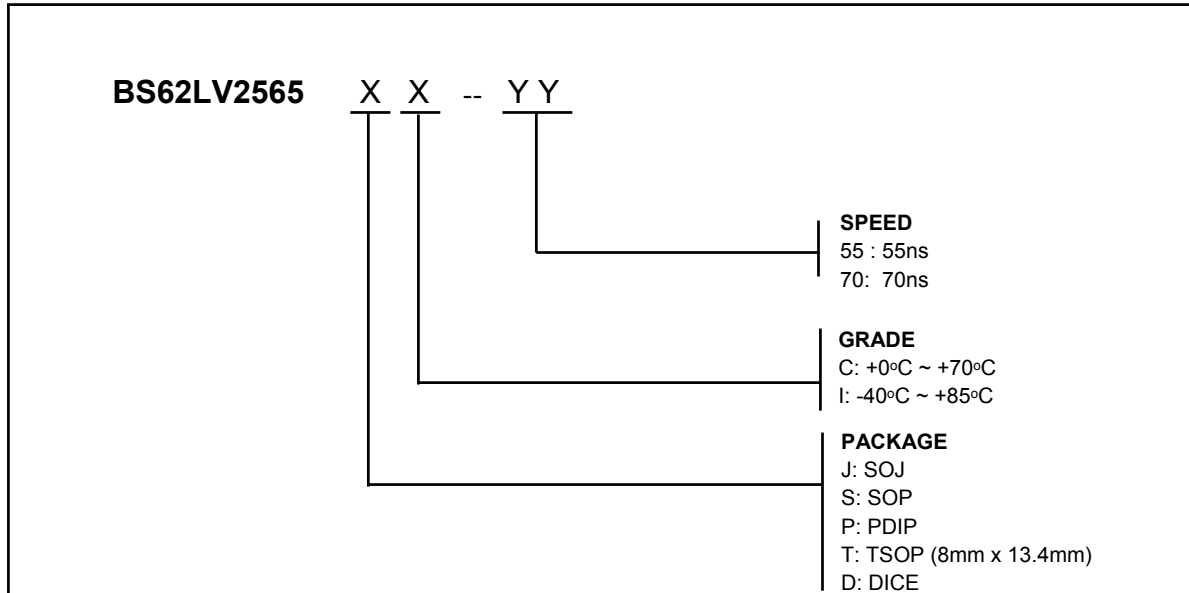 BS62LV2565 X X -- Y Y
SPEED
55 : 55ns
70: 70ns
GRADE
C: +0oC ~ +70oC
I: -40oC ~ +85oC
PACKAGE
J: SOJ
S: SOP
P: PDIP
T: TSOP (8mm x 13.4mm)
D: DICE